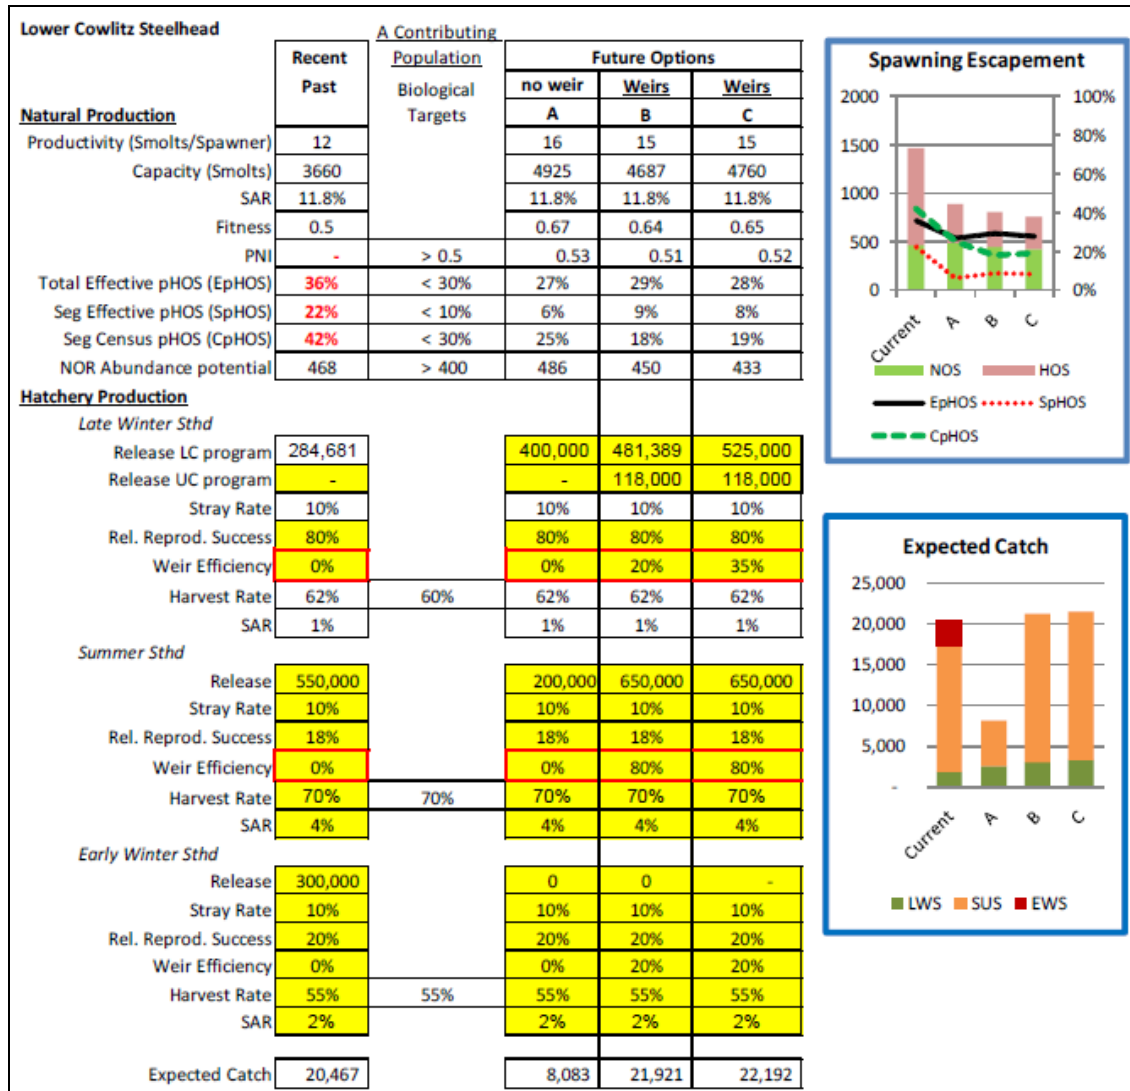 Lower Cowlitz Steelhead
A Contributing
Recent Population Future Options
Past Biological no weir Weirs Weirs
Natural Production Targets A B C
Productivity (Smolts/Spawner) 12 16 15 15
Capacity (Smolts) 3660 4925 4687 4760
SAR 11.8% 11.8% 11.8% 11.8%
Fitness 0.5 0.67 0.64 0.65
PNI - > 0.5 0.53 0.51 0.52
Total Effective pHOS (EpHOS) 36% < 30% 27% 29% 28%
Seg Effective pHOS (SpHOS) 22% < 10% 6% 9% 8%
Seg Census pHOS (CpHOS) 42% < 30% 25% 18% 19%
NOR Abundance potential 468 > 400 486 450 433
Hatchery Production
Late Winter Sthd
Release LC program 284,681 400,000 481,389 525,000
Release UC program - - 118,000 118,000
Stray Rate 10% 10% 10% 10%
Rel. Reprod. Success 80% 80% 80% 80%
Weir Efficiency 0% 0% 20% 35%
Harvest Rate 62% 60% 62% 62% 62%
SAR 1% 1% 1% 1%
Summer Sthd
Release 550,000 200,000 650,000 650,000
Stray Rate 10% 10% 10% 10%
Rel. Reprod. Success 18% 18% 18% 18%
Weir Efficiency 0% 0% 80% 80%
Harvest Rate 70% 70% 70% 70% 70%
SAR 4% 4% 4% 4%
Early Winter Sthd
Release 300,000 0 0 -
Stray Rate 10% 10% 10% 10%
Rel. Reprod. Success 20% 20% 20% 20%
Weir Efficiency 0% 0% 20% 20%
Harvest Rate 55% 55% 55% 55% 55%
SAR 2% 2% 2% 2%
Expected Catch 20,467 8,083 21,921 22,192
Spawning Escapement
2000 100%
80%
1500
60%
1000
40%
500
20%
0 0%
Current A B C
NOS HOS
EpHOS SpHOS
CpHOS
Expected Catch
25,000
20,000
15,000
10,000
5,000
-
Current A B C
LWS SUS EWS